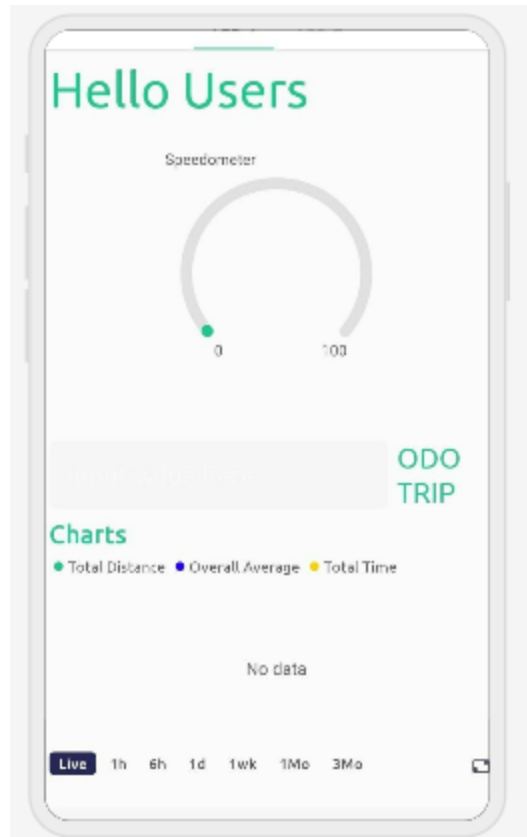 Hello Users
Speedometer
0 100
ODO
TRIP
Charts
Total Distance Overall Average Total Time
No data
Live 1h 6h 1d 1wk 1Mo 3Mo